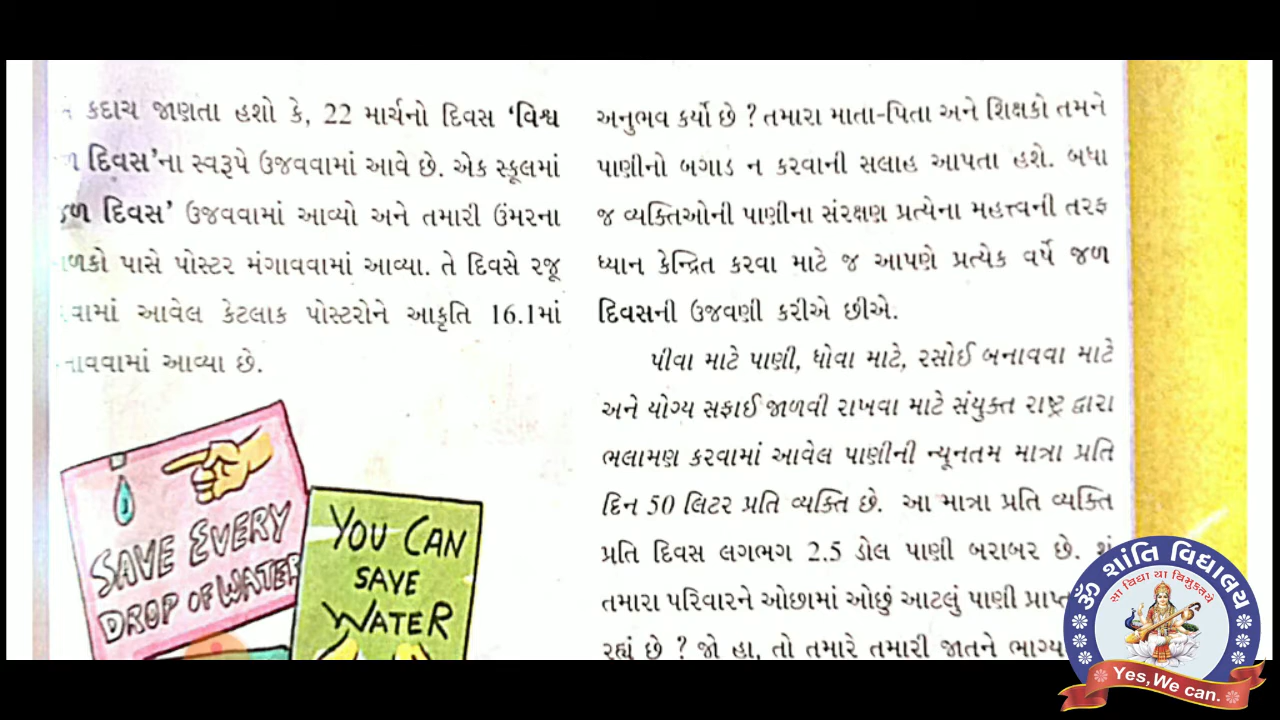 કદાચ જાણતા હશો કે, 22 માર્ચનો દિવસ ‘વિશ્વ
દિવસ’ના સ્વરૂપે ઉજવવામાં આવે છે. એક સ્કૂલમાં
દિવસ’ ઉજવવામાં આવ્યો અને તમારી ઉંમરના
પાસે પોસ્ટર મંગાવવામાં આવ્યા. તે દિવસે રજૂ
આવેલ કેટલાક પોસ્ટરોને આકૃતિ 16.1માં
આવ્યા છે.
SAVE EVERY
DROP OF WATER
YOU CAN
SAVE
WATER
અનુભવ કર્યો છે ? તમારા માતા-પિતા અને શિક્ષકો તમને
પાણીનો બગાડ ન કરવાની સલાહ આપતા હશે. બધા
જ વ્યક્તિઓની પાણીના સંરક્ષણ પ્રત્યેના મહત્ત્વની તરફ
ધ્યાન કેન્દ્રિત કરવા માટે જ આપણે પ્રત્યેક વર્ષે જળ
દિવસની ઉજવણી કરીએ છીએ.
પીવા માટે પાણી, ધોવા માટે, રસોઈ બનાવવા માટે
અને યોગ્ય સફાઈ જાળવી રાખવા માટે સંયુક્ત રાષ્ટ્ર દ્વારા
ભલામણ કરવામાં આવેલ પાણીની ન્યૂનતમ માત્રા પ્રતિ
દિન 50 લિટર પ્રતિ વ્યક્તિ છે. આ માત્રા પ્રતિ વ્યક્તિ
પ્રતિ દિવસ લગભગ 2.5 ડોલ પાણી બરાબર છે. શું
તમારા પરિવારને ઓછામાં ઓછું આટલું પાણી
રહ્યું છે ? જો હા, તો તમારે તમારી જાતને
ૐ શાંતિ વિદ્યાલય
સા વિદ્યા યા વિમુક્તયે
Yes, We can.